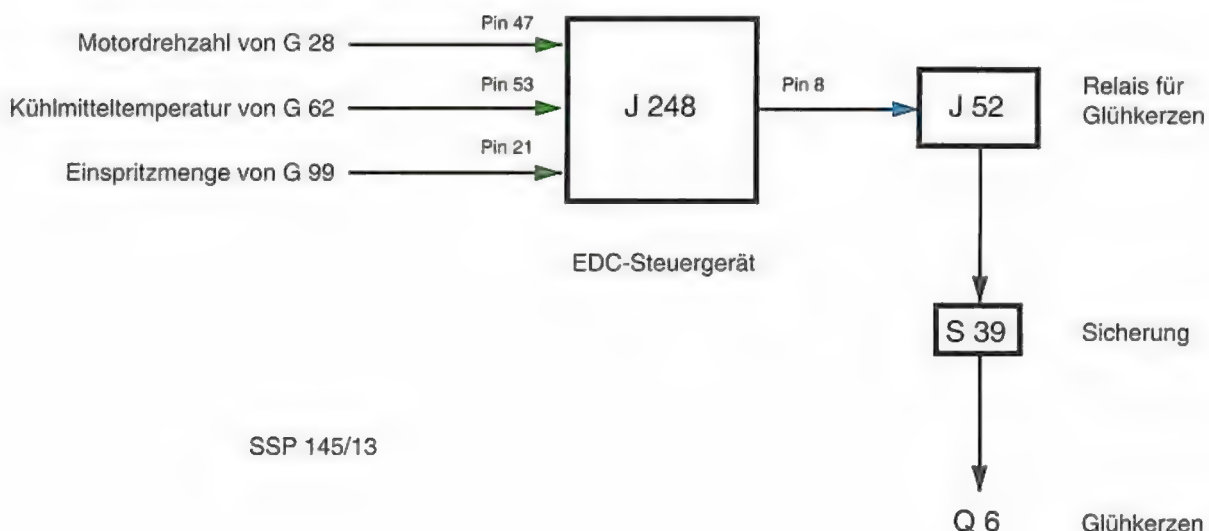 Pin 47
Motordrehzahl von G 28
Pin 53
Kühlmitteltemperatur von G 62
Pin 21
Einspritzmenge von G 99
J 248
EDC-Steuergerät
Pin 8
J 52
Relais für
Glühkerzen
S 39
Sicherung
SSP 145/13
Q 6
Glühkerzen